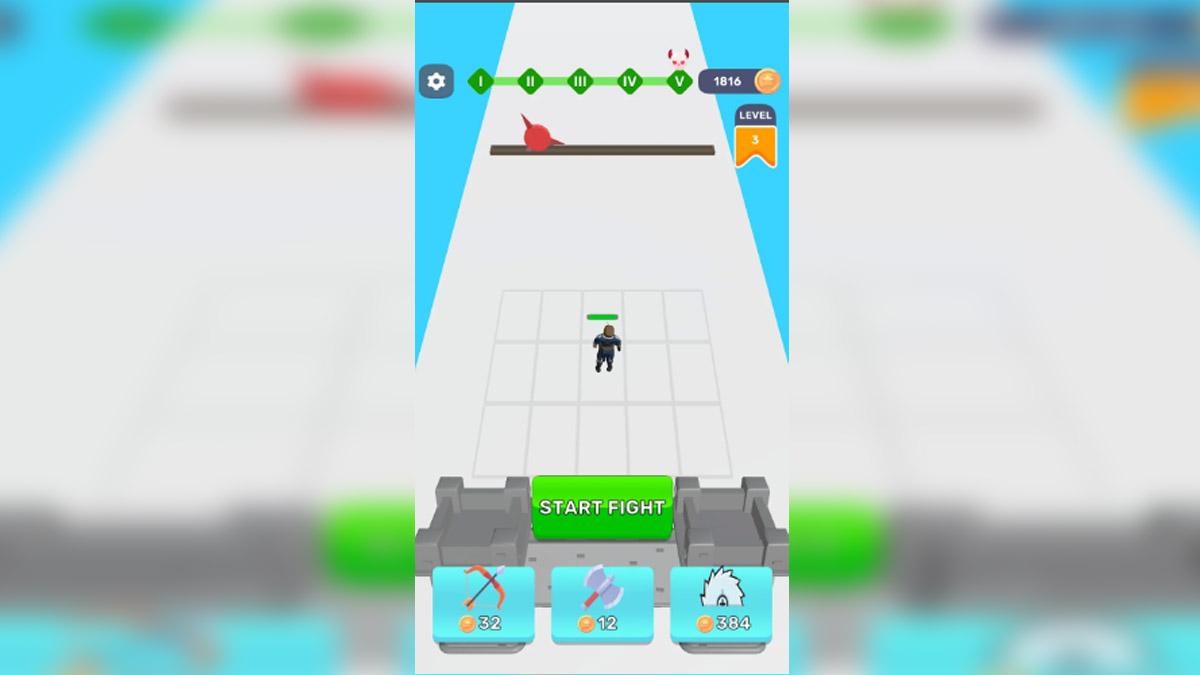 I II III IV V 1816
LEVEL
3
START FIGHT
32 12 384